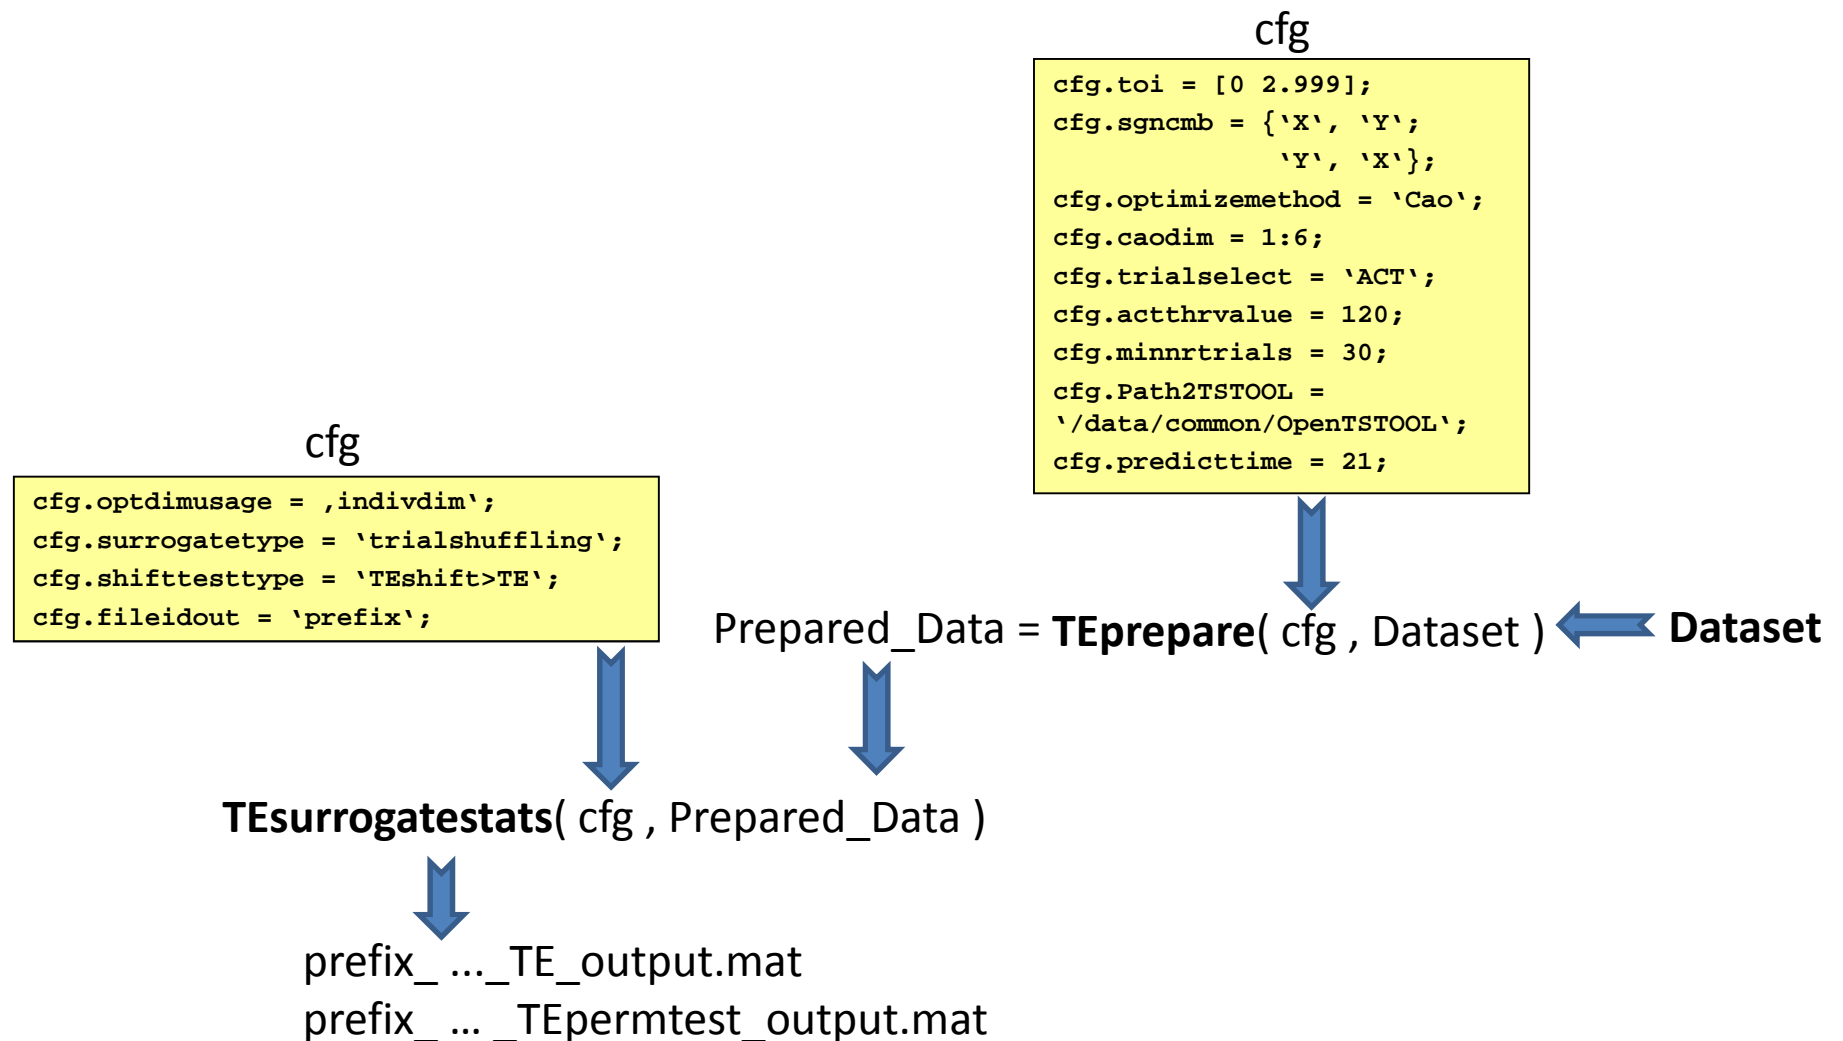 cfg
cfg.toi = [0 2.999];
cfg.sgncmb = {‛X‛, ‛Y‛;
‛Y‛, ‛X‛};
cfg.optimizemethod = ‛Cao‛;
cfg.caodim = 1:6;
cfg.trialselect = ‛ACT‛;
cfg.actthrvalue = 120;
cfg.minnrtrials = 30;
cfg.Path2TSTOOL =
‛/data/common/OpenTSTOOL‛;
cfg.predicttime = 21;
cfg
cfg.optdimusage = ‚indivdim‛;
cfg.surrogatetype = ‛trialshuffling‛;
cfg.shifttesttype = ‛TEshift>TE‛;
cfg.fileidout = ‛prefix‛;
Prepared_Data = TEprepare( cfg , Dataset ) Dataset
TEsurrogatestats( cfg , Prepared_Data )
prefix_ ..._TE_output.mat
prefix_ ... _TEpermtest_output.mat